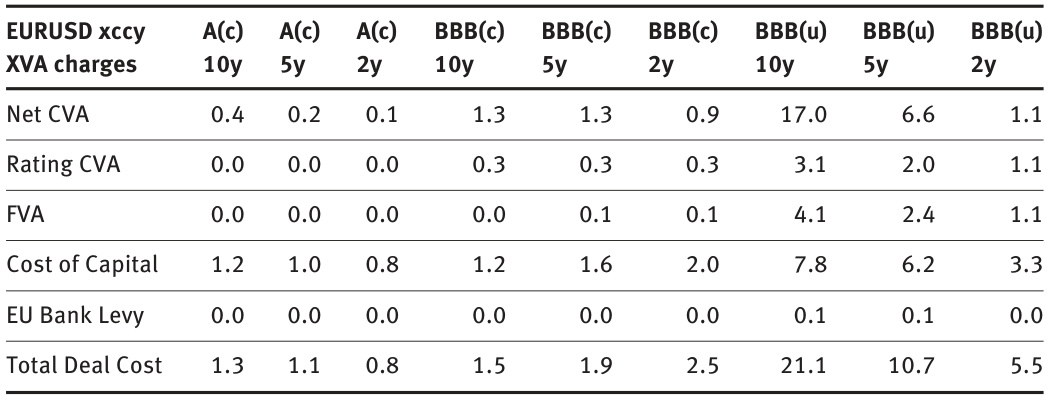 EURUSD xccy A(c) A(c) A(c) BBB(c) BBB(c) BBB(c) BBB(u) BBB(u) BBB(u)
XVA charges 10y 5y 2y 10y 5y 2y 10y 5y 2y
Net CVA 0.4 0.2 0.1 1.3 1.3 0.9 17.0 6.6 1.1
Rating CVA 0.0 0.0 0.0 0.3 0.3 0.3 3.1 2.0 1.1
FVA 0.0 0.0 0.0 0.0 0.1 0.1 4.1 2.4 1.1
Cost of Capital 1.2 1.0 0.8 1.2 1.6 2.0 7.8 6.2 3.3
EU Bank Levy 0.0 0.0 0.0 0.0 0.0 0.0 0.1 0.1 0.0
Total Deal Cost 1.3 1.1 0.8 1.5 1.9 2.5 21.1 10.7 5.5